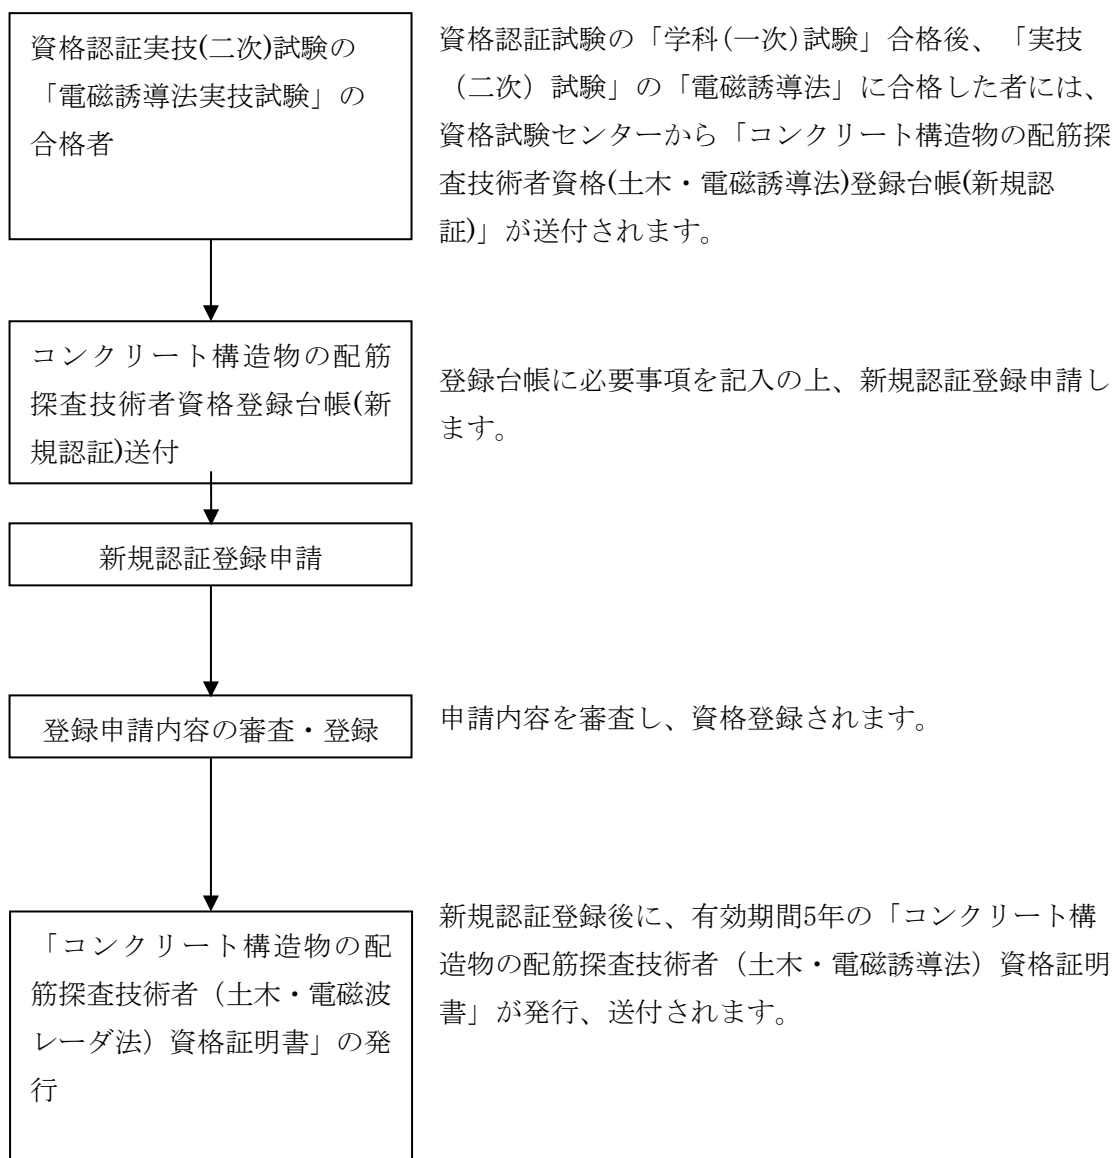 資格認証実技(二次)試験の
「電磁誘導法実技試験」の
合格者
資格認証試験の「学科(一次)試験」合格後、「実技
（二次）試験」の「電磁誘導法」に合格した者には、
資格試験センターから「コンクリート構造物の配筋探
査技術者資格(土木・電磁誘導法)登録台帳(新規認
証)」が送付されます。
コンクリート構造物の配筋
探査技術者資格登録台帳(新
規認証)送付
登録台帳に必要事項を記入の上、新規認証登録申請し
ます。
新規認証登録申請
登録申請内容の審査・登録
申請内容を審査し、資格登録されます。
「コンクリート構造物の配
筋探査技術者（土木・電磁波
レーダ法）資格証明書」の発
行
新規認証登録後に、有効期間5年の「コンクリート構
造物の配筋探査技術者（土木・電磁誘導法）資格証明
書」が発行、送付されます。